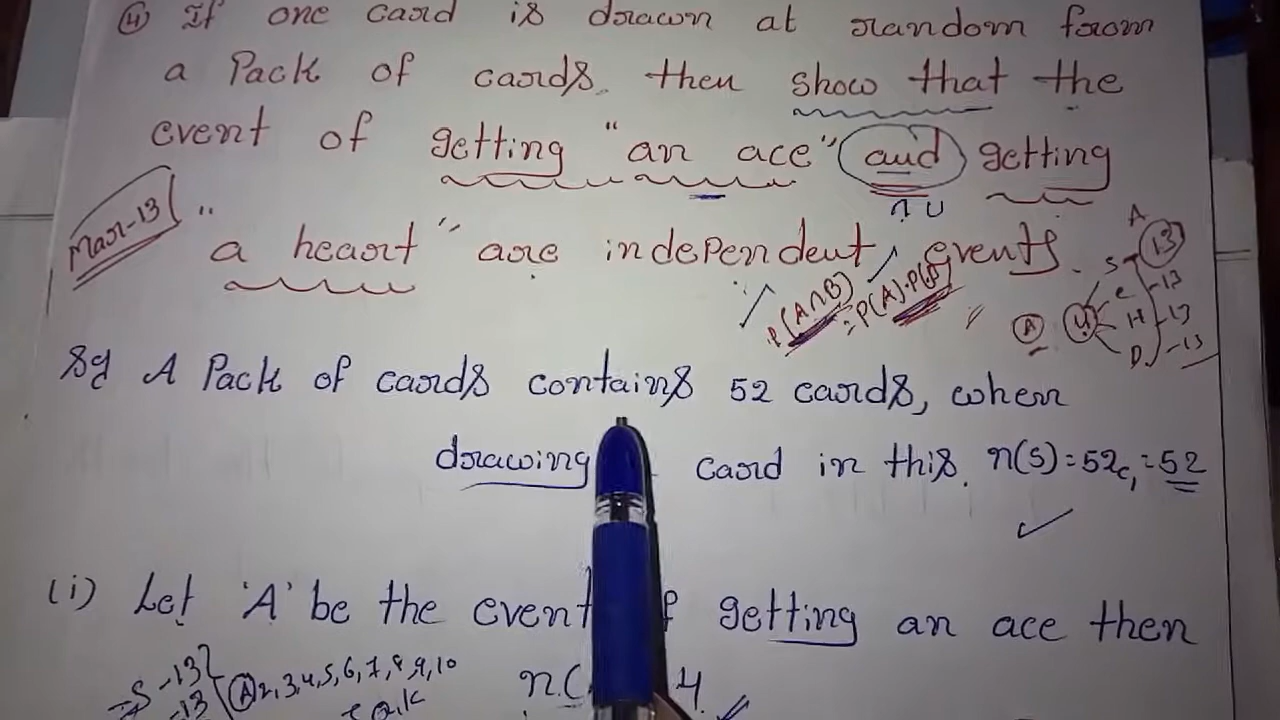 (4) If one card is drawn at random from
a Pack of cards. then show that the
event of getting "an ace" and getting
∩ ∪
Mar-13
"a heart" are independent events.
P(A∩B) = P(A)·P(B)
A 13
S
C -13
A 4 H -13
D -13
Sol A Pack of cards contains 52 cards, when
drawing card in this. n(S) = 52c₁ = 52
(i) Let 'A' be the event of getting an ace then
S -13
-13 A 2,3,4,5,6,7,8,9,10
Q,K
n( 4